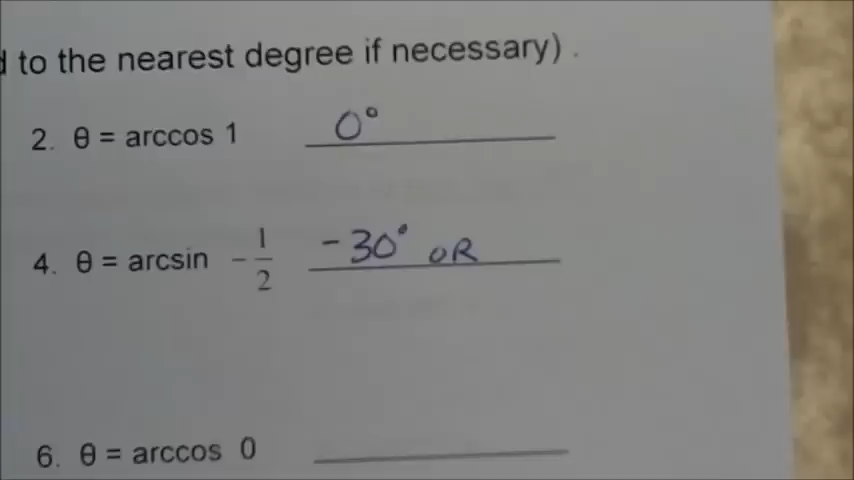 to the nearest degree if necessary) .
2. θ = arccos 1 0°
4. θ = arcsin -1/2 -30° OR
6. θ = arccos 0